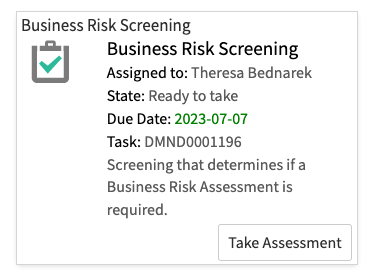 Business Risk Screening
Business Risk Screening
Assigned to: Theresa Bednarek
State: Ready to take
Due Date: 2023-07-07
Task: DMND0001196
Screening that determines if a
Business Risk Assessment is
required.
Take Assessment